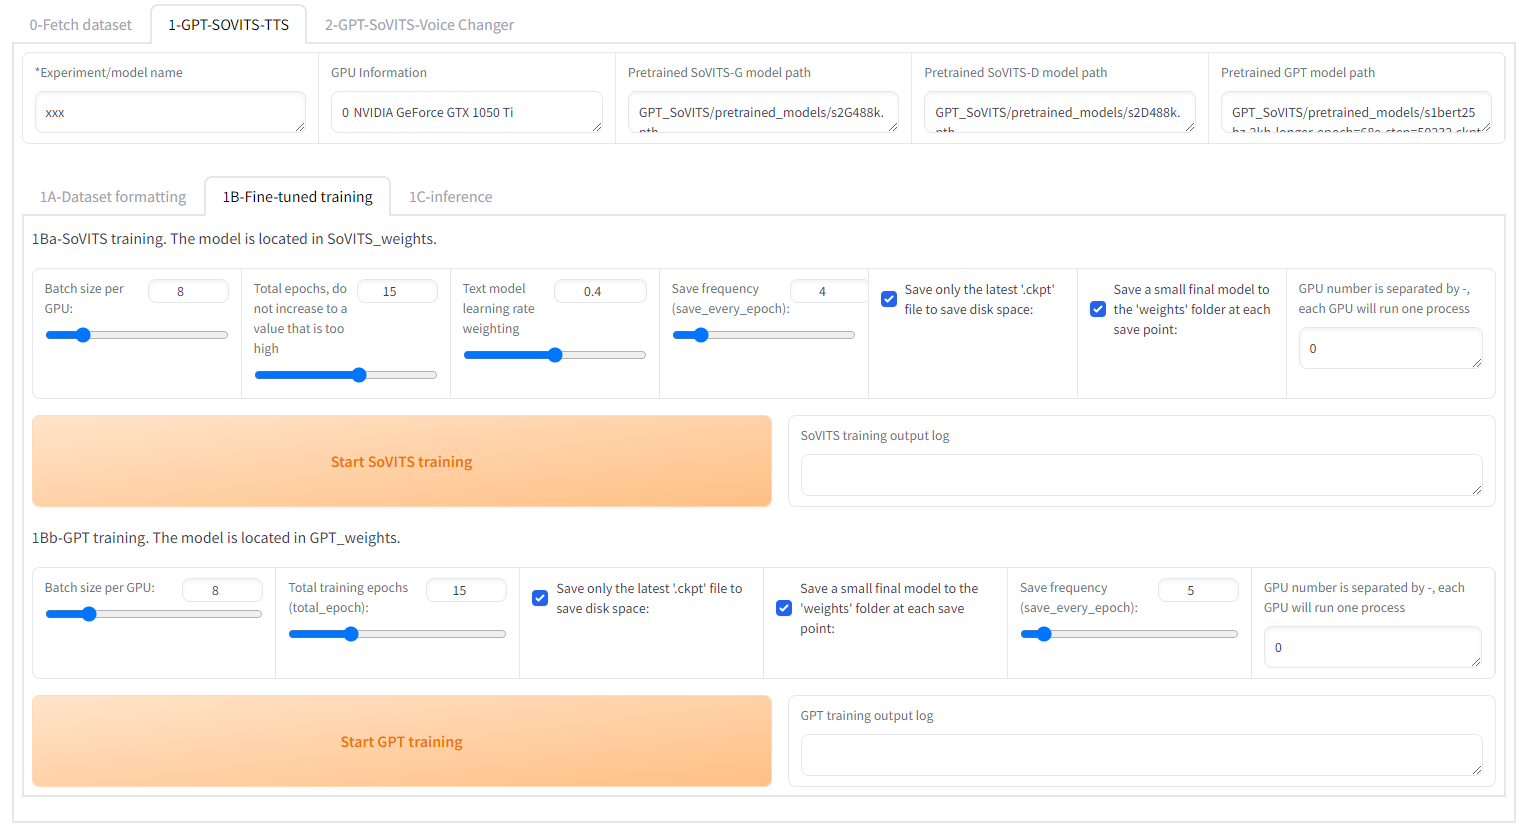 0-Fetch dataset
1-GPT-SOVITS-TTS
2-GPT-SoVITS-Voice Changer
*Experiment/model name
xxx
GPU Information
0 NVIDIA GeForce GTX 1050 Ti
Pretrained SoVITS-G model path
GPT_SoVITS/pretrained_models/s2G488k.
pth
Pretrained SoVITS-D model path
GPT_SoVITS/pretrained_models/s2D488k.
pth
Pretrained GPT model path
GPT_SoVITS/pretrained_models/s1bert25
hz-2kh-longer-epoch=68e-step=50232.ckpt
1A-Dataset formatting
1B-Fine-tuned training
1C-inference
1Ba-SoVITS training. The model is located in SoVITS_weights.
Batch size per
GPU:
8
Total epochs, do
not increase to a
value that is too
high
15
Text model
learning rate
weighting
0.4
Save frequency
(save_every_epoch):
4
Save only the latest '.ckpt'
file to save disk space:
Save a small final model to
the 'weights' folder at each
save point:
GPU number is separated by -,
each GPU will run one process
0
Start SoVITS training
SoVITS training output log
1Bb-GPT training. The model is located in GPT_weights.
Batch size per GPU:
8
Total training epochs
(total_epoch):
15
Save only the latest '.ckpt' file to
save disk space:
Save a small final model to the
'weights' folder at each save
point:
Save frequency
(save_every_epoch):
5
GPU number is separated by -, each
GPU will run one process
0
Start GPT training
GPT training output log